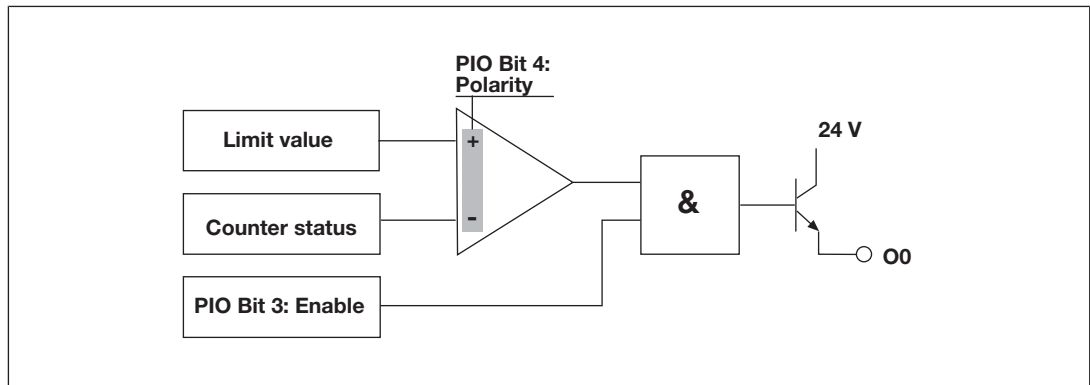 PIO Bit 4:
Polarity
Limit value
+
24 V
&
Counter status
-
O0
PIO Bit 3: Enable